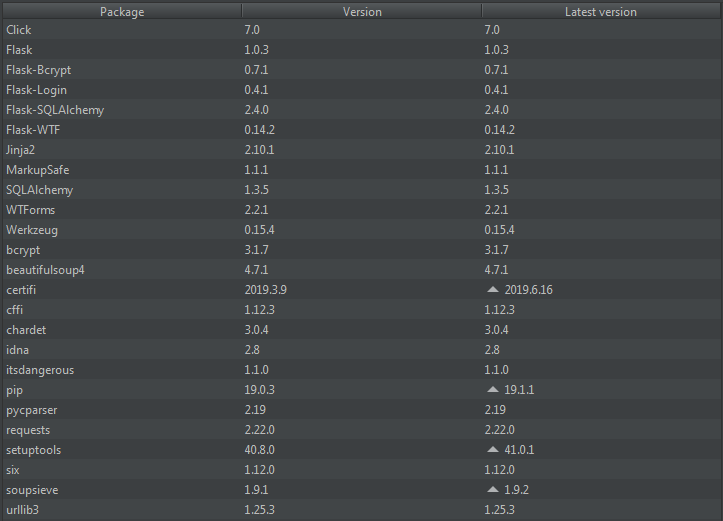 Package Version Latest version
Click 7.0 7.0
Flask 1.0.3 1.0.3
Flask-Bcrypt 0.7.1 0.7.1
Flask-Login 0.4.1 0.4.1
Flask-SQLAlchemy 2.4.0 2.4.0
Flask-WTF 0.14.2 0.14.2
Jinja2 2.10.1 2.10.1
MarkupSafe 1.1.1 1.1.1
SQLAlchemy 1.3.5 1.3.5
WTForms 2.2.1 2.2.1
Werkzeug 0.15.4 0.15.4
bcrypt 3.1.7 3.1.7
beautifulsoup4 4.7.1 4.7.1
certifi 2019.3.9 2019.6.16
cffi 1.12.3 1.12.3
chardet 3.0.4 3.0.4
idna 2.8 2.8
itsdangerous 1.1.0 1.1.0
pip 19.0.3 19.1.1
pycparser 2.19 2.19
requests 2.22.0 2.22.0
setuptools 40.8.0 41.0.1
six 1.12.0 1.12.0
soupsieve 1.9.1 1.9.2
urllib3 1.25.3 1.25.3